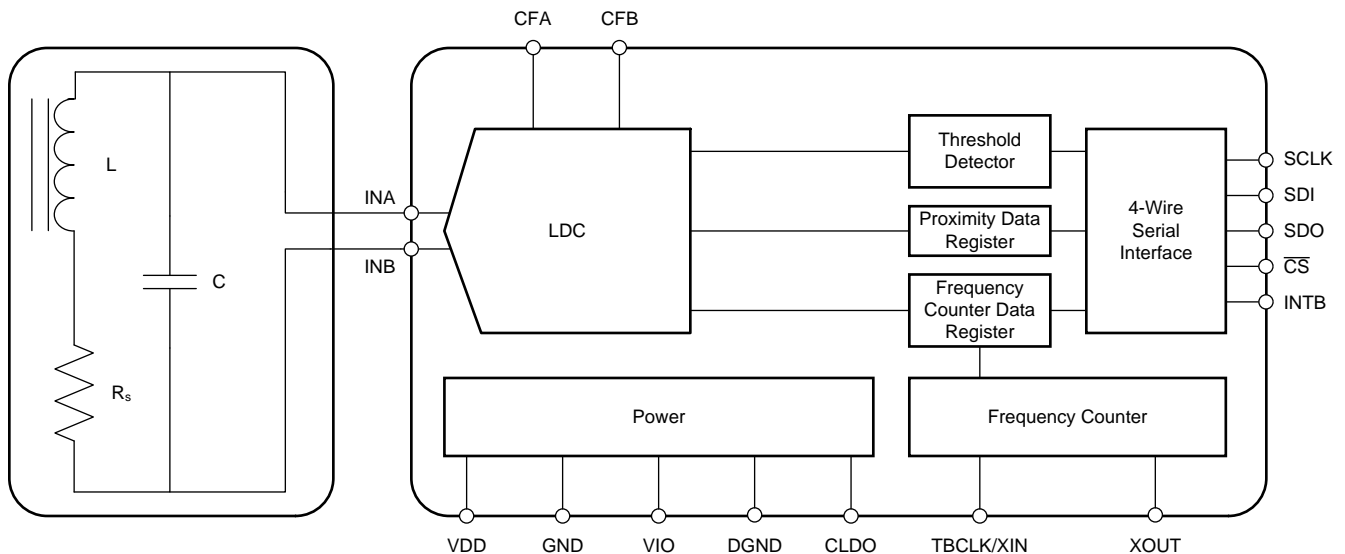 CFA
CFB
L
C
Rₛ
INA
INB
LDC
Threshold
Detector
Proximity Data
Register
Frequency
Counter Data
Register
4-Wire
Serial
Interface
SCLK
SDI
SDO
C̅S̅
INTB
Power
Frequency Counter
VDD
GND
VIO
DGND
CLDO
TBCLK/XIN
XOUT